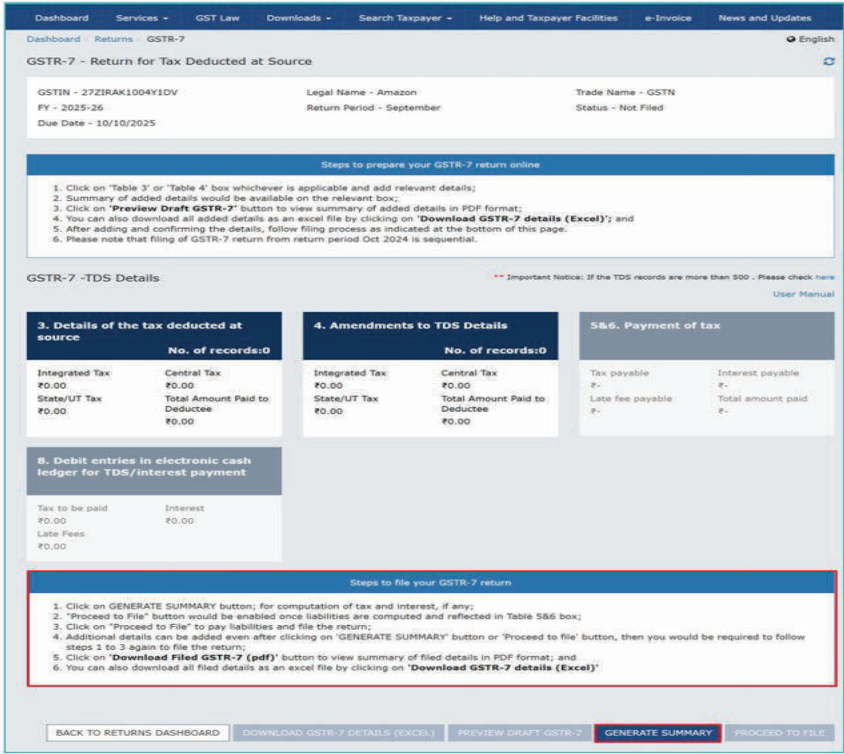 Dashboard Services GST Law Downloads Search Taxpayer Help and Taxpayer Facilities e-Invoice News and Updates
Dashboard Returns GSTR-7 English
GSTR-7 - Return for Tax Deducted at Source
GSTIN - 27ZIRAK1004Y1DV Legal Name - Amazon Trade Name - GSTN
FY - 2025-26 Return Period - September Status - Not Filed
Due Date - 10/10/2025
Steps to prepare your GSTR-7 return online
1. Click on 'Table 3' or 'Table 4' box whichever is applicable and add relevant details;
2. Summary of added details would be available on the relevant box;
3. Click on 'Preview Draft GSTR-7' button to view summary of added details in PDF format;
4. You can also download all added details as an excel file by clicking on 'Download GSTR-7 details (Excel)'; and
5. After adding and confirming the details, follow filing process as indicated at the bottom of this page.
6. Please note that filing of GSTR-7 return from return period Oct 2024 is sequential.
GSTR-7 -TDS Details ** Important Notice: If the TDS records are more than 500 . Please check here
User Manual
3. Details of the tax deducted at
source
No. of records:0
Integrated Tax Central Tax
₹0.00 ₹0.00
State/UT Tax Total Amount Paid to
₹0.00 Deductee
₹0.00
4. Amendments to TDS Details
No. of records:0
Integrated Tax Central Tax
₹0.00 ₹0.00
State/UT Tax Total Amount Paid to
₹0.00 Deductee
₹0.00
5&6. Payment of tax
Tax payable Interest payable
₹- ₹-
Late fee payable Total amount paid
₹- ₹-
8. Debit entries in electronic cash
ledger for TDS/interest payment
Tax to be paid Interest
₹0.00 ₹0.00
Late Fees
₹0.00
Steps to file your GSTR-7 return
1. Click on GENERATE SUMMARY button; for computation of tax and interest, if any;
2. "Proceed to File" button would be enabled once liabilities are computed and reflected in Table 5&6 box;
3. Click on "Proceed to File" to pay liabilities and file the return;
4. Additional details can be added even after clicking on 'GENERATE SUMMARY' button or 'Proceed to file' button, then you would be required to follow
steps 1 to 3 again to file the return;
5. Click on 'Download Filed GSTR-7 (pdf)' button to view summary of filed details in PDF format; and
6. You can also download all filed details as an excel file by clicking on 'Download GSTR-7 details (Excel)'
BACK TO RETURNS DASHBOARD DOWNLOAD GSTR-7 DETAILS (EXCEL) PREVIEW DRAFT GSTR-7 GENERATE SUMMARY PROCEED TO FILE